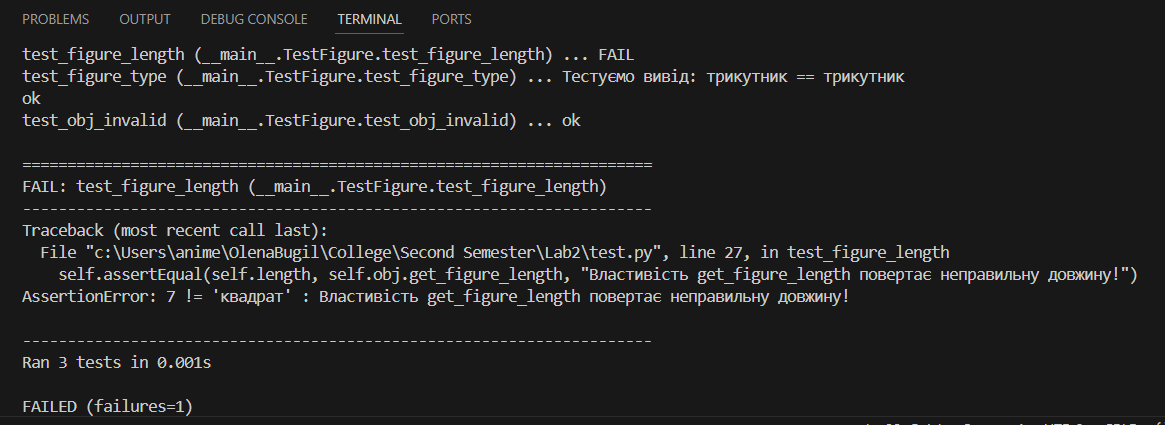 PROBLEMS OUTPUT DEBUG CONSOLE TERMINAL PORTS
test_figure_length (__main__.TestFigure.test_figure_length) ... FAIL
test_figure_type (__main__.TestFigure.test_figure_type) ... Тестуємо вивід: трикутник == трикутник
ok
test_obj_invalid (__main__.TestFigure.test_obj_invalid) ... ok
======================================================================
FAIL: test_figure_length (__main__.TestFigure.test_figure_length)
----------------------------------------------------------------------
Traceback (most recent call last):
  File "c:\Users\anime\OlenaBugil\College\Second Semester\Lab2\test.py", line 27, in test_figure_length
    self.assertEqual(self.length, self.obj.get_figure_length, "Властивість get_figure_length повертає неправильну довжину!")
AssertionError: 7 != 'квадрат' : Властивість get_figure_length повертає неправильну довжину!
----------------------------------------------------------------------
Ran 3 tests in 0.001s
FAILED (failures=1)